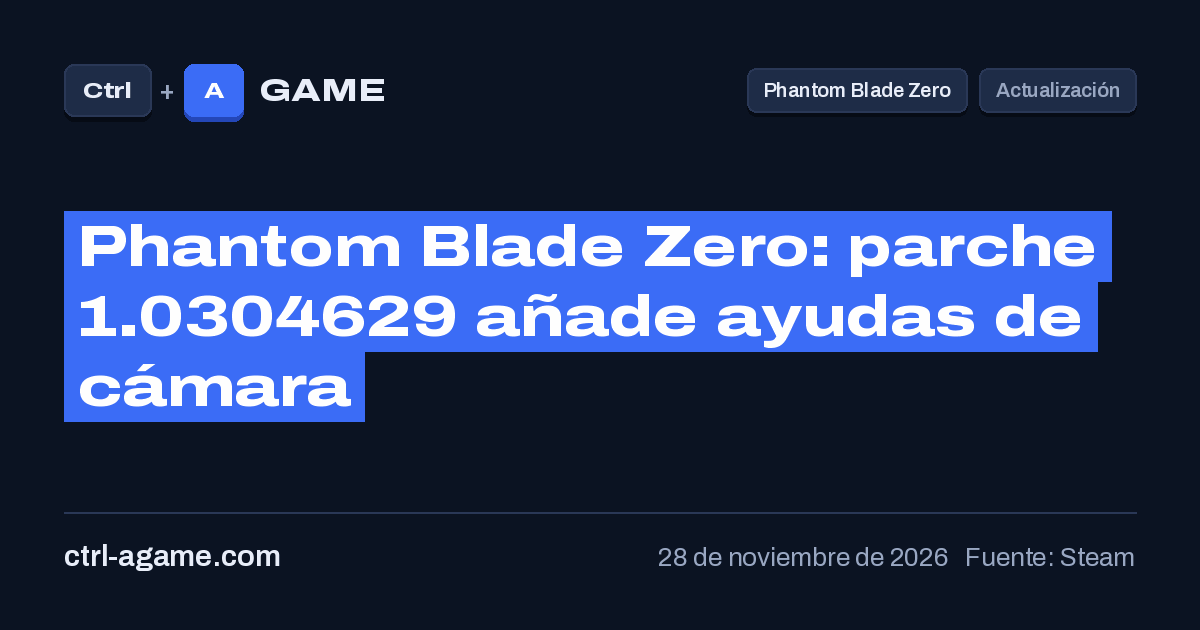 Ctrl + A GAME
Phantom Blade Zero
Actualización
Phantom Blade Zero: parche
1.0304629 añade ayudas de
cámara
ctrl-agame.com
28 de noviembre de 2026 Fuente: Steam